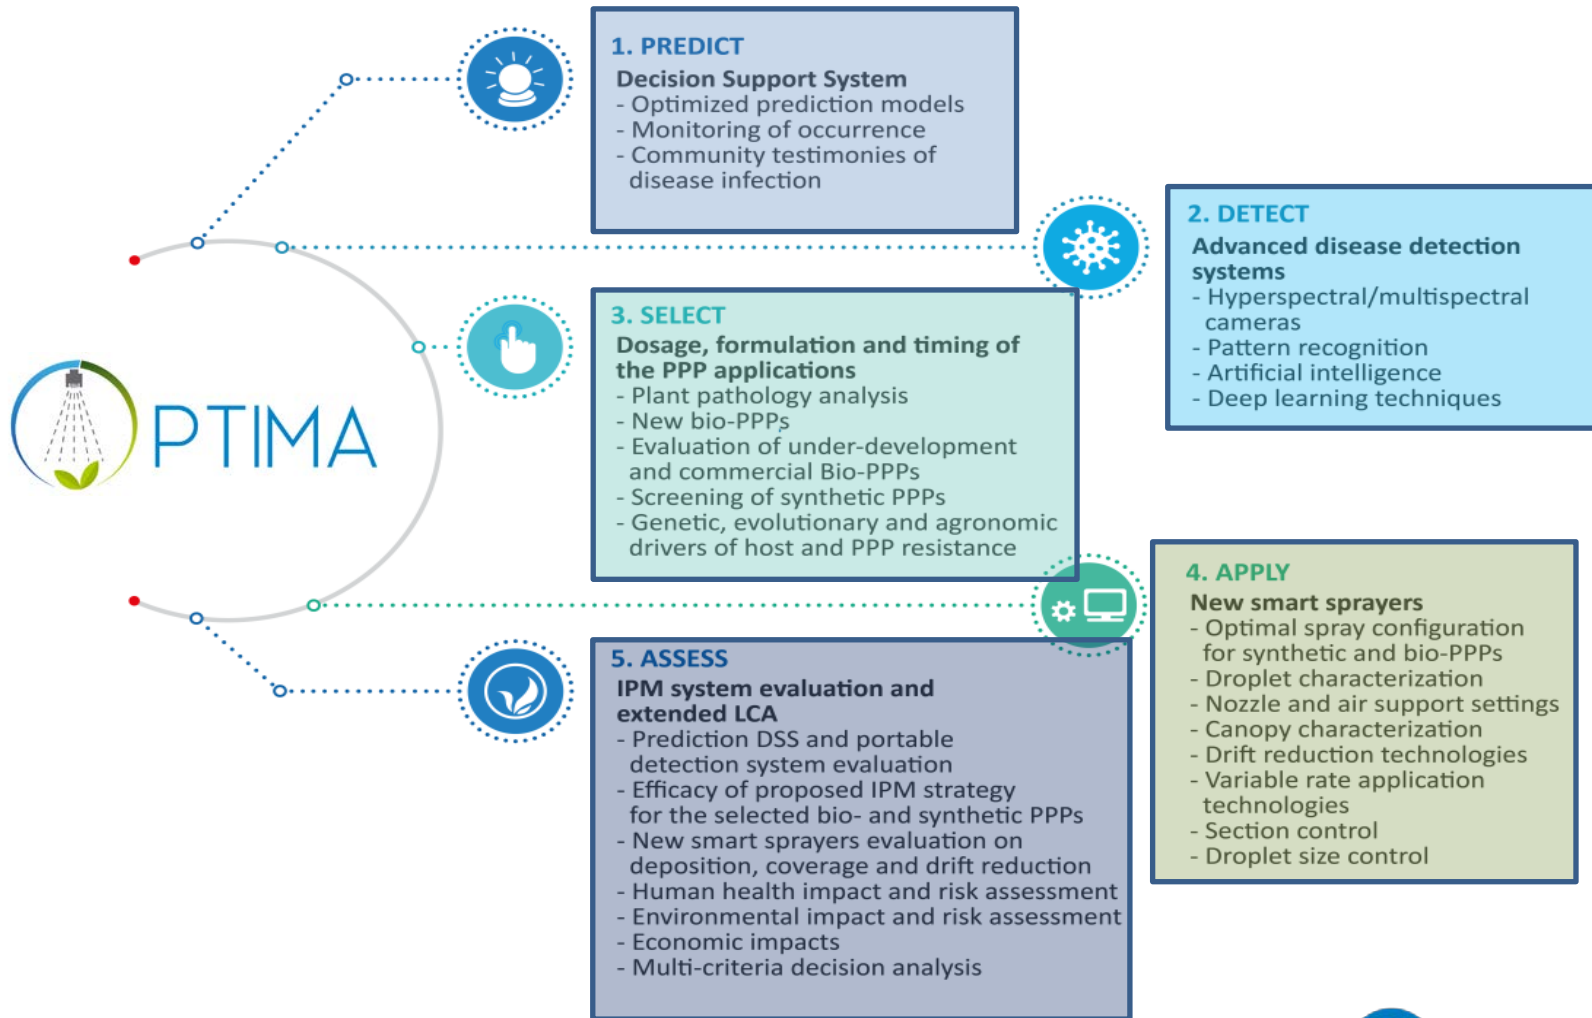 1. PREDICT
Decision Support System
- Optimized prediction models
- Monitoring of occurrence
- Community testimonies of
disease infection
2. DETECT
Advanced disease detection
systems
- Hyperspectral/multispectral
cameras
- Pattern recognition
- Artificial intelligence
- Deep learning techniques
3. SELECT
Dosage, formulation and timing of
the PPP applications
- Plant pathology analysis
- New bio-PPPs
- Evaluation of under-development
and commercial Bio-PPPs
- Screening of synthetic PPPs
- Genetic, evolutionary and agronomic
drivers of host and PPP resistance
OPTIMA
4. APPLY
New smart sprayers
- Optimal spray configuration
for synthetic and bio-PPPs
- Droplet characterization
- Nozzle and air support settings
- Canopy characterization
- Drift reduction technologies
- Variable rate application
technologies
- Section control
- Droplet size control
5. ASSESS
IPM system evaluation and
extended LCA
- Prediction DSS and portable
detection system evaluation
- Efficacy of proposed IPM strategy
for the selected bio- and synthetic PPPs
- New smart sprayers evaluation on
deposition, coverage and drift reduction
- Human health impact and risk assessment
- Environmental impact and risk assessment
- Economic impacts
- Multi-criteria decision analysis